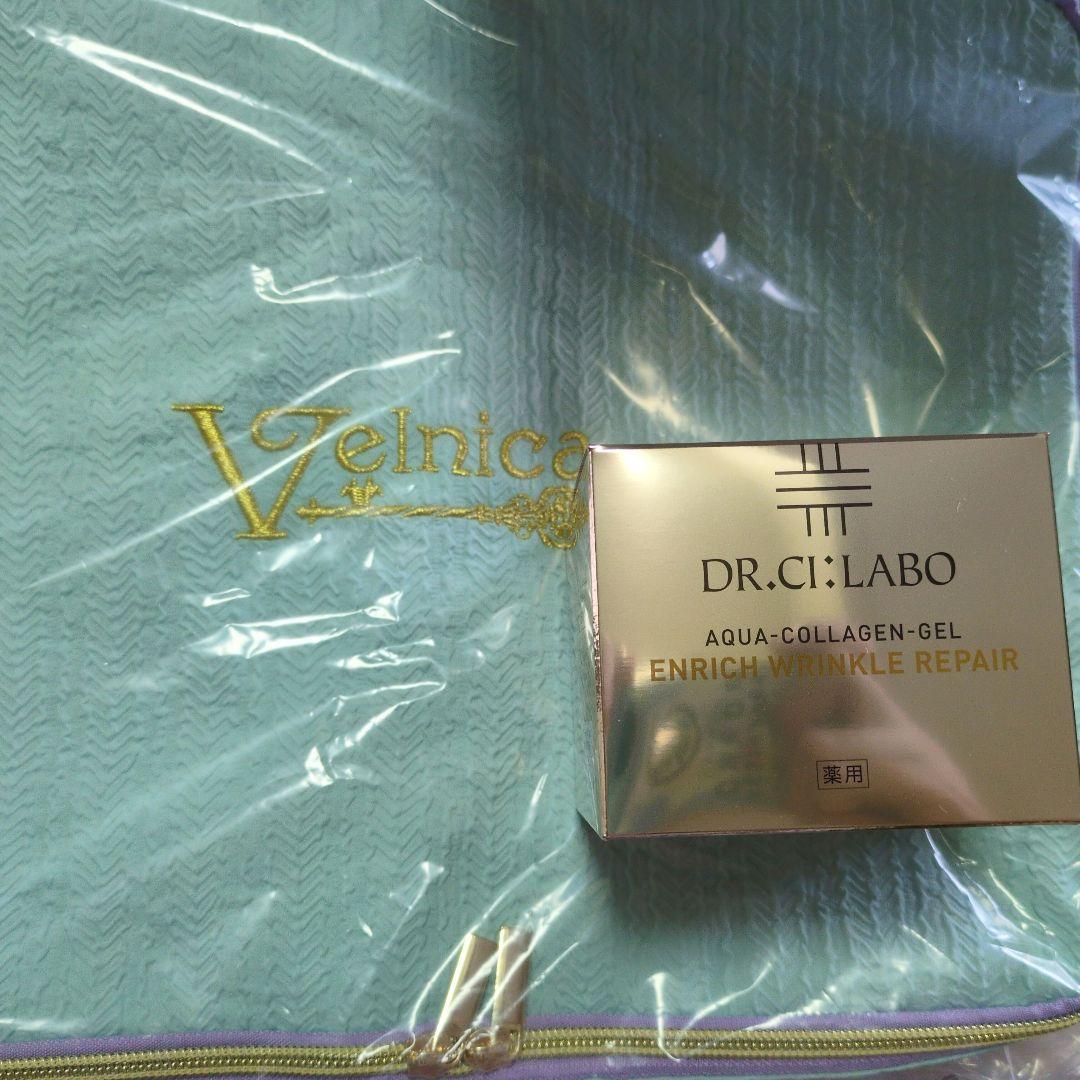 Velnica
DR.CI:LABO
AQUA-COLLAGEN-GEL
ENRICH WRINKLE REPAIR
薬用